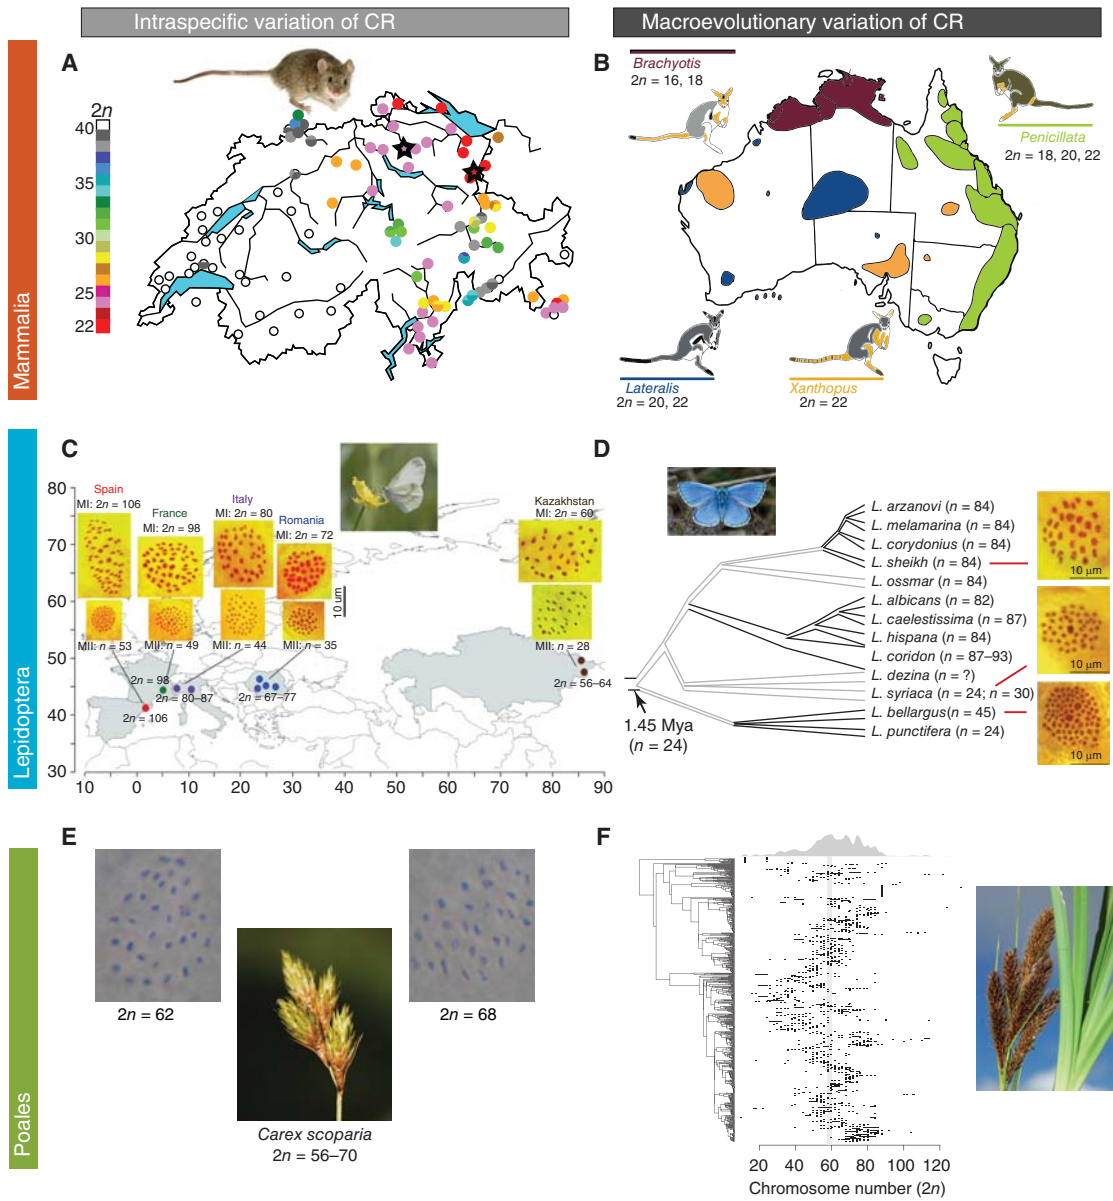 Intraspecific variation of CR
Macroevolutionary variation of CR
Mammalia
A
2n
40
35
30
25
22
B
Brachyotis
2n = 16, 18
Penicillata
2n = 18, 20, 22
Lateralis
2n = 20, 22
Xanthopus
2n = 22
Lepidoptera
C
80
70
60
50
40
30
10
0
10
20
30
40
50
60
70
80
90
Spain
MI: 2n = 106
France
MI: 2n = 98
Italy
MI: 2n = 80
Romania
MI: 2n = 72
Kazakhstan
MI: 2n = 60
10 um
MII: n = 53
MII: n = 49
MII: n = 44
MII: n = 35
MII: n = 28
2n = 98
2n = 80–87
2n = 67–77
2n = 56–64
2n = 106
D
L. arzanovi (n = 84)
L. melamarina (n = 84)
L. corydonius (n = 84)
L. sheikh (n = 84)
L. ossmar (n = 84)
L. albicans (n = 82)
L. caelestissima (n = 87)
L. hispana (n = 84)
L. coridon (n = 87–93)
L. dezina (n = ?)
L. syriaca (n = 24; n = 30)
L. bellargus(n = 45)
L. punctifera (n = 24)
1.45 Mya
(n = 24)
10 μm
10 μm
10 μm
Poales
E
2n = 62
2n = 68
Carex scoparia
2n = 56–70
F
20
40
60
80
100
120
Chromosome number (2n)